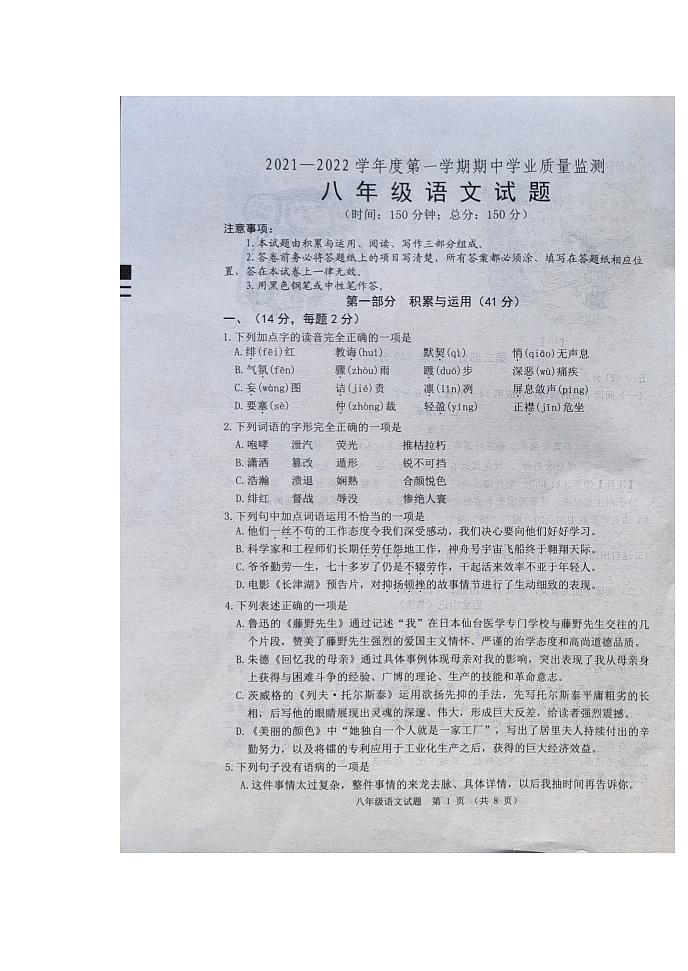 2021—2022 学年度第一学期期中学业质量监测
八年级语文试题
（时间：150 分钟；总分：150 分）
注意事项：
1.本试题由积累与运用、阅读、写作三部分组成。
2.答卷前务必将答题纸上的项目写清楚，所有答案都必须涂、填写在答题纸相应位
置，答在本试卷上一律无效。
3.用黑色钢笔或中性笔作答。
第一部分 积累与运用（41 分）
一、（14 分，每题 2 分）
1.下列加点字的读音完全正确的一项是
A.绯(fēi)红 教诲(huǐ) 默契(qì) 悄(qiāo)无声息
B.气氛(fēn) 骤(zhòu)雨 踱(duó)步 深恶(wù)痛疾
C.妄(wàng)图 诘(jié)责 凛(lǐn)冽 屏息敛声(pǐng)
D.要塞(sè) 仲(zhòng)裁 轻盈(yíng) 正襟(jīn)危坐
2.下列词语的字形完全正确的一项是
A.咆哮 泄汽 荧光 推枯拉朽
B.潇洒 篡改 遁形 锐不可挡
C.浩瀚 溃退 娴熟 合颜悦色
D.绯红 督战 辱没 惨绝人寰
3.下列句中加点词语运用不恰当的一项是
A.他们一丝不苟的工作态度令我们深受感动，我们决心要向他们好好学习。
B.科学家和工程师们长期任劳任怨地工作，神舟号宇宙飞船终于翱翔天际。
C.爷爷勤劳一生，七十多岁了仍是不辍劳作，干起活来效率不亚于年轻人。
D.电影《长津湖》预告片，对抑扬顿挫的故事情节进行了生动细致的表现。
4.下列表述正确的一项是
A.鲁迅的《藤野先生》通过记述“我”在日本仙台医学专门学校与藤野先生交往的几
个片段，赞美了藤野先生强烈的爱国主义情怀、严谨的治学态度和高尚道德品质。
B.朱德《回忆我的母亲》通过具体事例体现母亲对我的影响，突出表现了我从母亲身
上获得与困难斗争的经验、广博的理论、生产的技能和革命意志。
C.茨威格的《列夫·托尔斯泰》运用欲扬先抑的手法，先写托尔斯泰平庸粗劣的长
相，后写他的眼睛展现出灵魂的深邃、伟大，形成巨大反差，给读者强烈震撼。
D.《美丽的颜色》中“她独自一个人就是一家工厂”，写出了居里夫人持续付出的辛
勤努力，以及将镭的专利应用于工业化生产之后，获得的巨大经济效益。
5.下列句子没有语病的一项是
A.这件事情太过复杂，整件事情的来龙去脉、具体详情，以后我抽时间再告诉你。
八年级语文试题 第 1 页 （共 8 页）